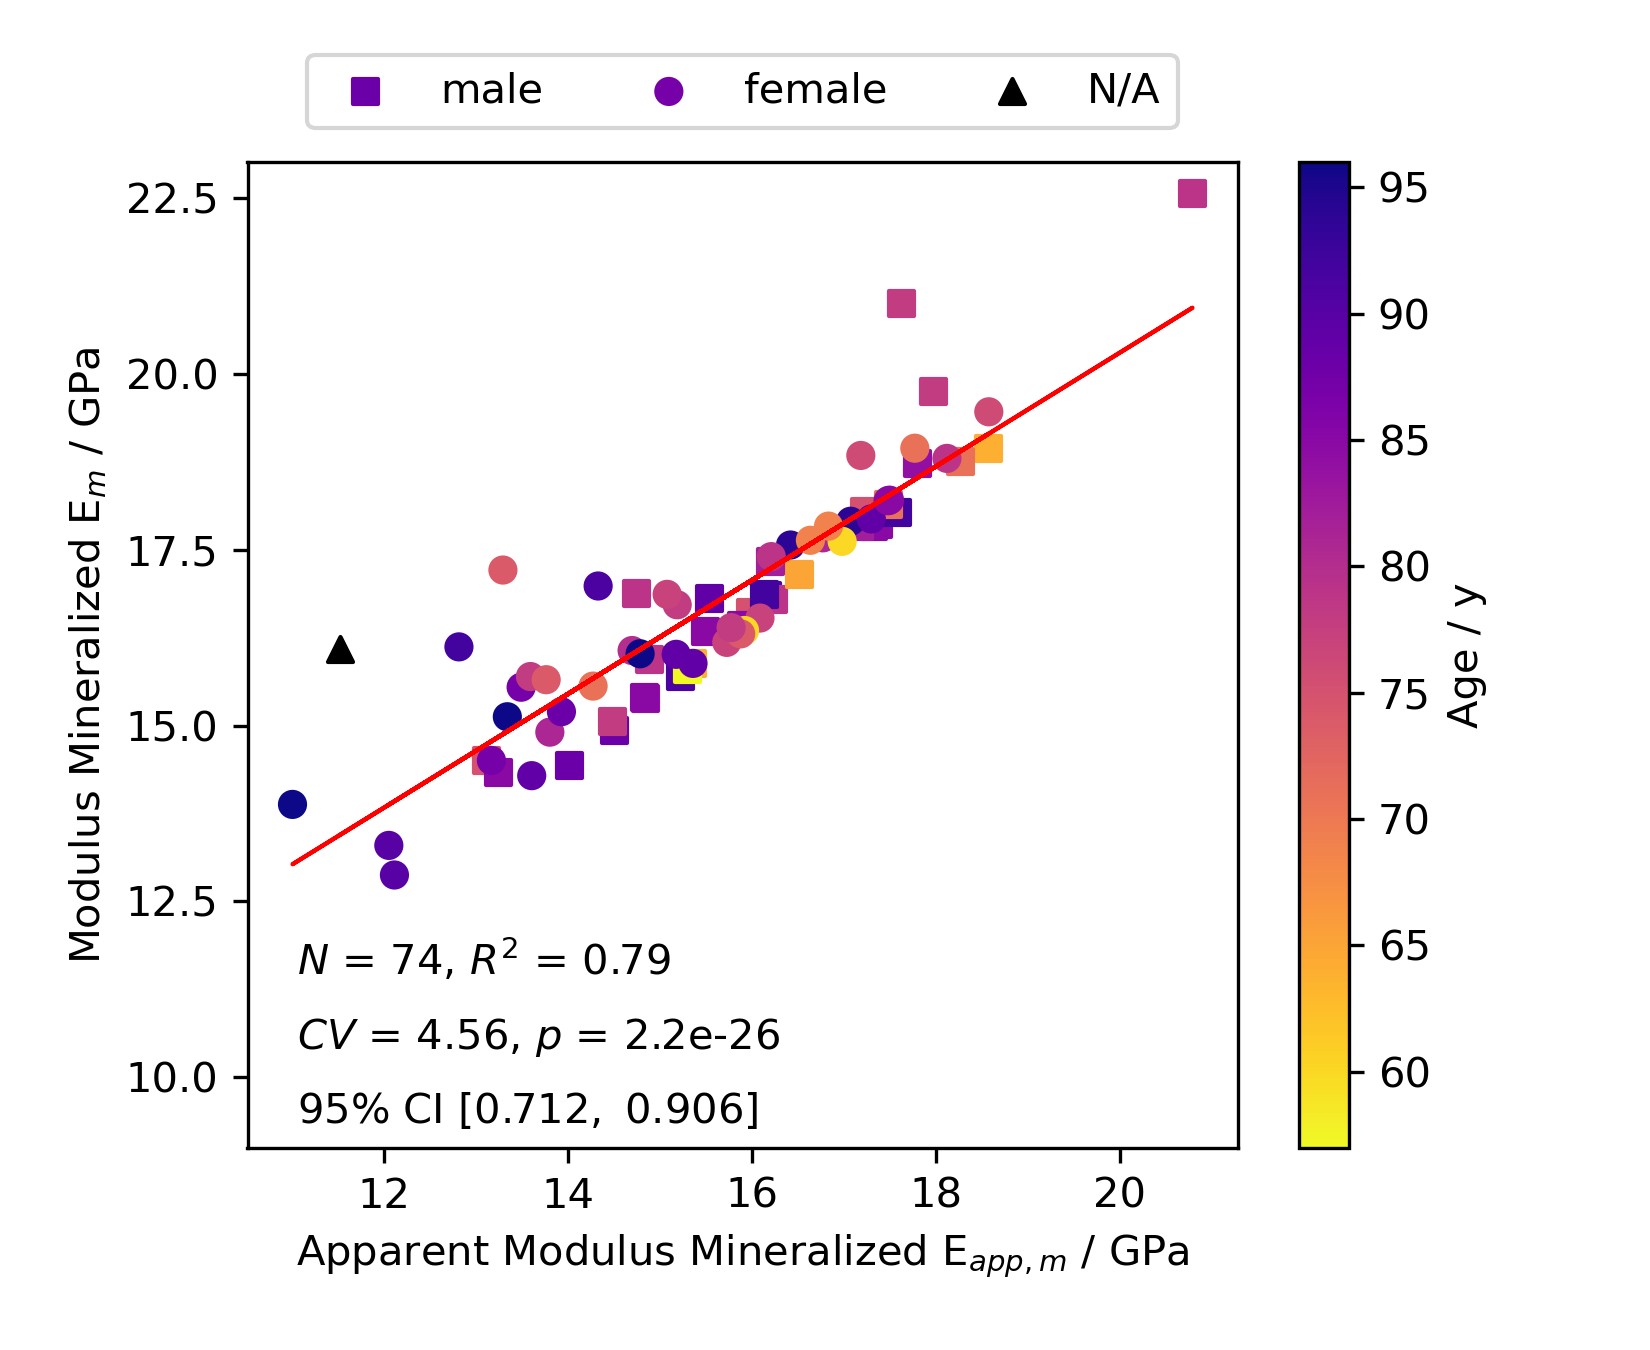 male female N/A
22.5
20.0
17.5
15.0
12.5
10.0
Modulus Mineralized Em / GPa
N = 74, R2 = 0.79
CV = 4.56, p = 2.2e-26
95% CI [0.712, 0.906]
12 14 16 18 20
Apparent Modulus Mineralized Eapp, m / GPa
95
90
85
80
75
70
65
60
Age / y